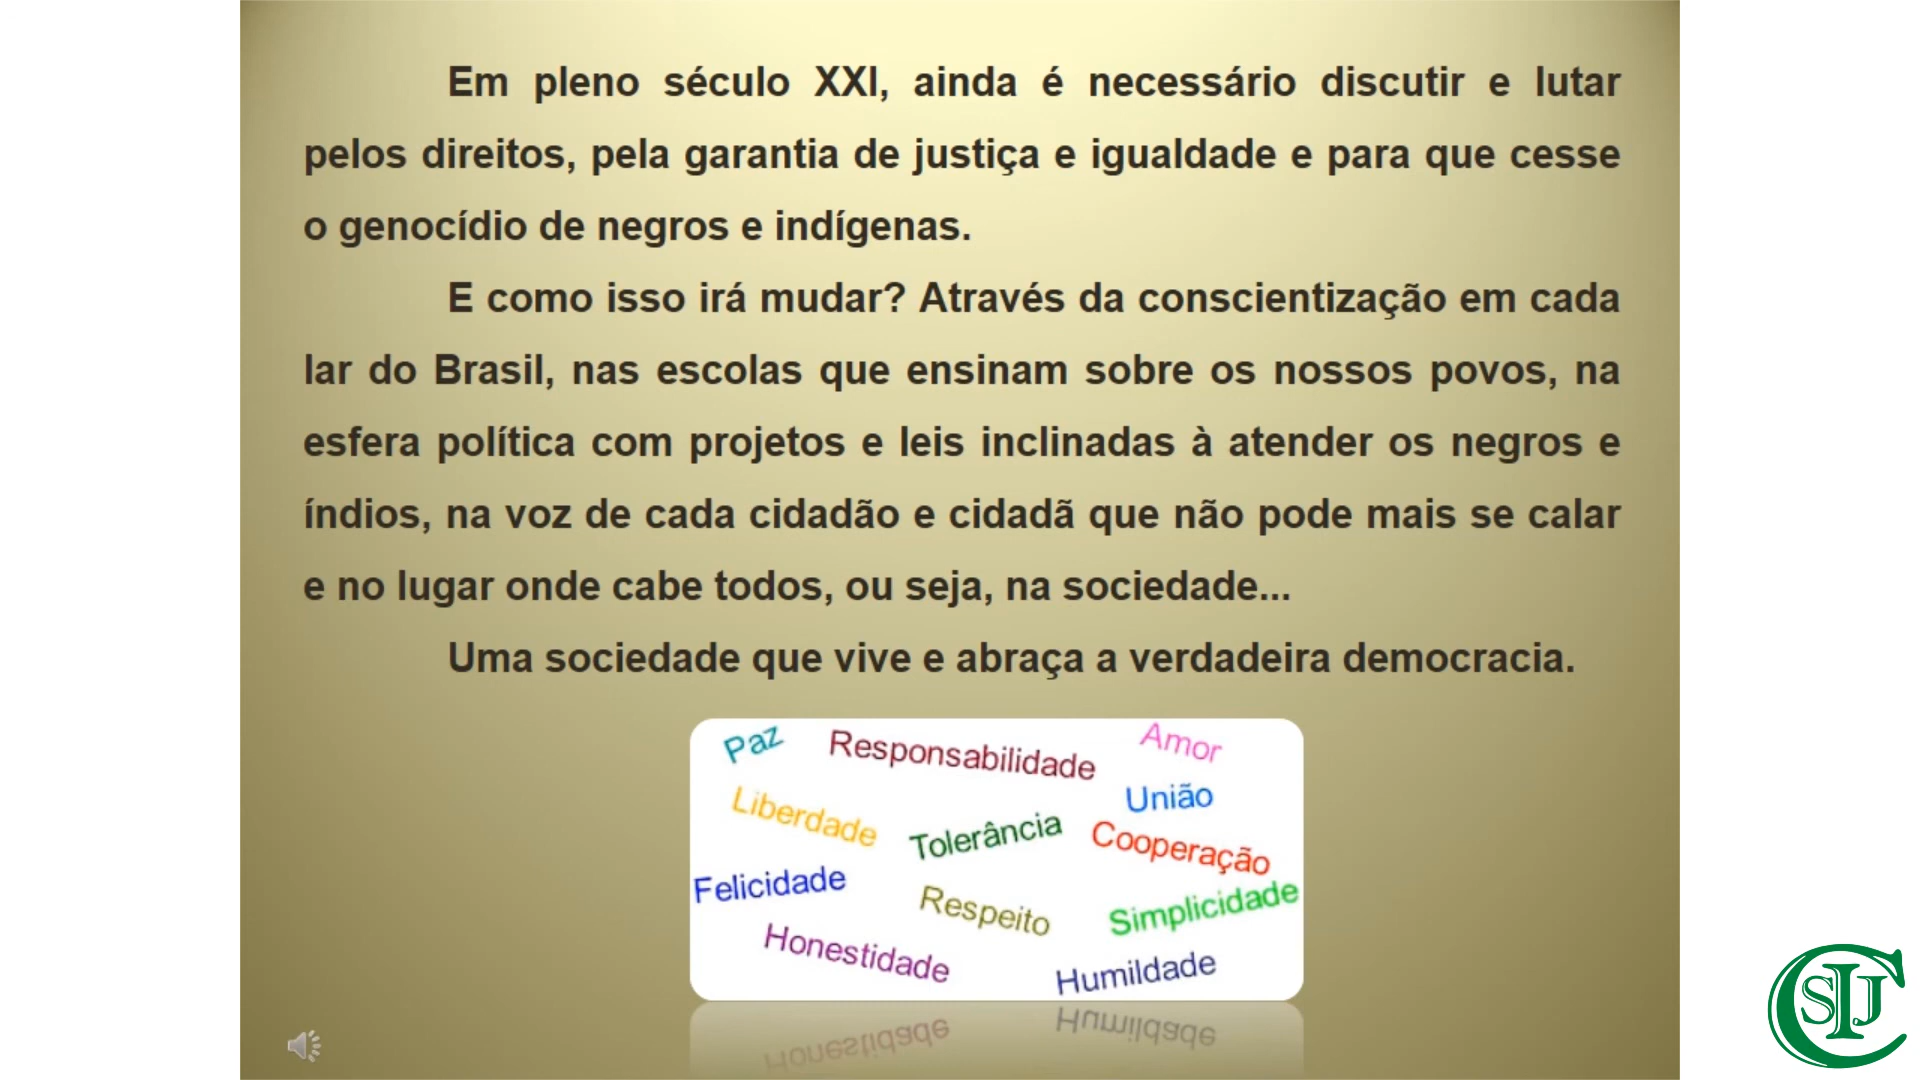 Em pleno século XXI, ainda é necessário discutir e lutar
pelos direitos, pela garantia de justiça e igualdade e para que cesse
o genocídio de negros e indígenas.
E como isso irá mudar? Através da conscientização em cada
lar do Brasil, nas escolas que ensinam sobre os nossos povos, na
esfera política com projetos e leis inclinadas à atender os negros e
índios, na voz de cada cidadão e cidadã que não pode mais se calar
e no lugar onde cabe todos, ou seja, na sociedade...
Uma sociedade que vive e abraça a verdadeira democracia.
Paz
Responsabilidade
Amor
Liberdade
União
Tolerância
Cooperação
Felicidade
Respeito
Simplicidade
Honestidade
Humildade